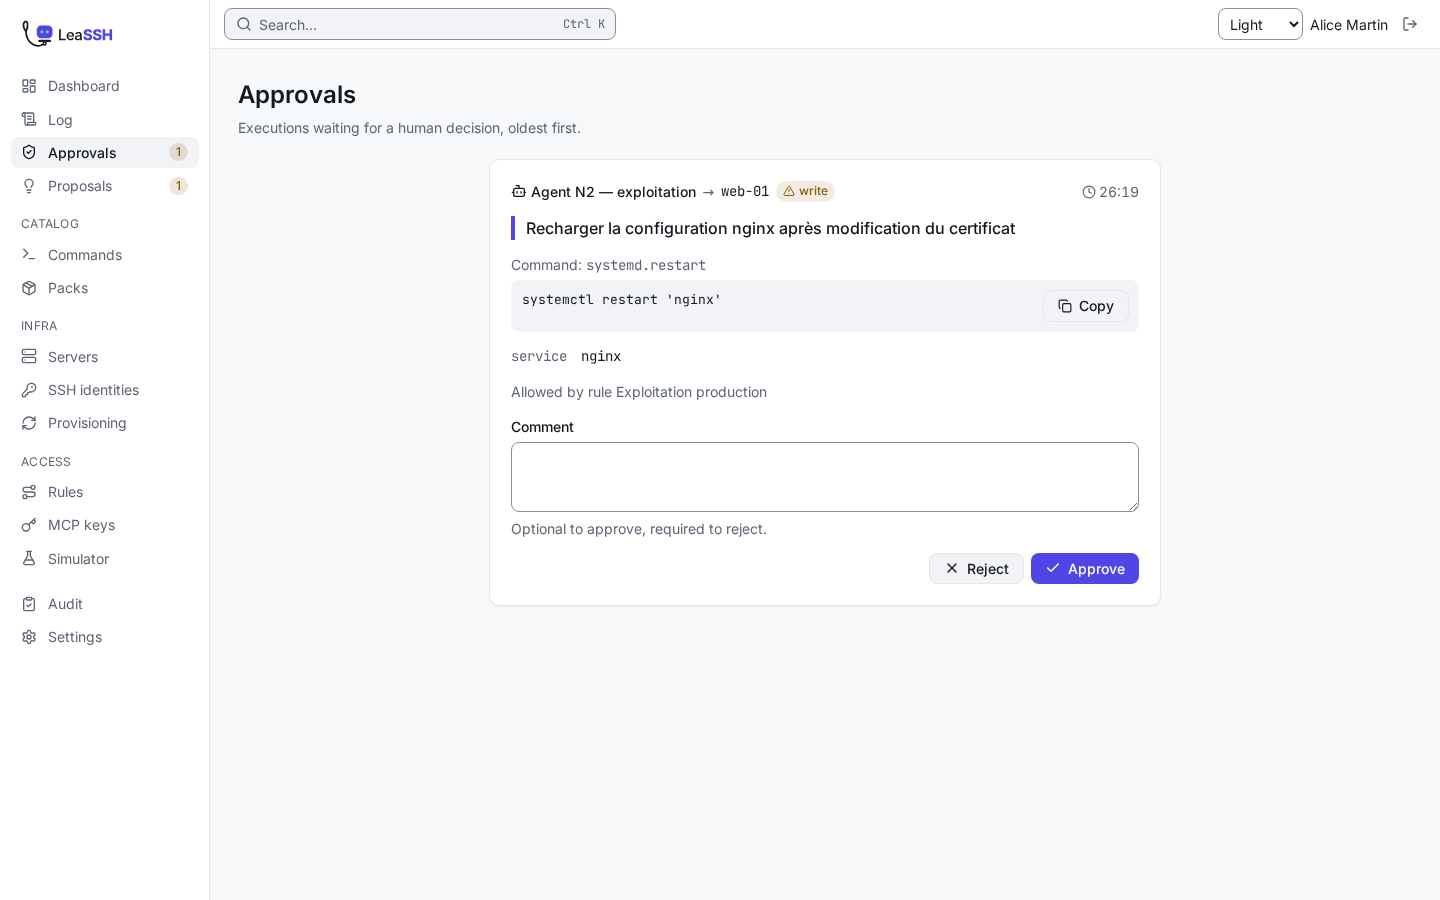 LeaSSH
Search...
Ctrl K
Light
Alice Martin
Dashboard
Log
Approvals 1
Proposals 1
CATALOG
Commands
Packs
INFRA
Servers
SSH identities
Provisioning
ACCESS
Rules
MCP keys
Simulator
Audit
Settings
Approvals
Executions waiting for a human decision, oldest first.
Agent N2 — exploitation → web-01 write 26:19
Recharger la configuration nginx après modification du certificat
Command: systemd.restart
systemctl restart 'nginx'
Copy
service nginx
Allowed by rule Exploitation production
Comment
Optional to approve, required to reject.
Reject
Approve